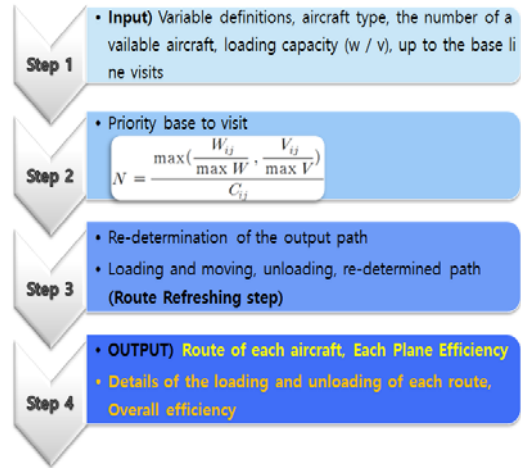 Step 1
• Input) Variable definitions, aircraft type, the number of a
vailable aircraft, loading capacity (w / v), up to the base li
ne visits
Step 2
• Priority base to visit
N = max(W_ij / max W , V_ij / max V) / C_ij
Step 3
• Re-determination of the output path
• Loading and moving, unloading, re-determined path
(Route Refreshing step)
Step 4
• OUTPUT) Route of each aircraft, Each Plane Efficiency
• Details of the loading and unloading of each route,
Overall efficiency